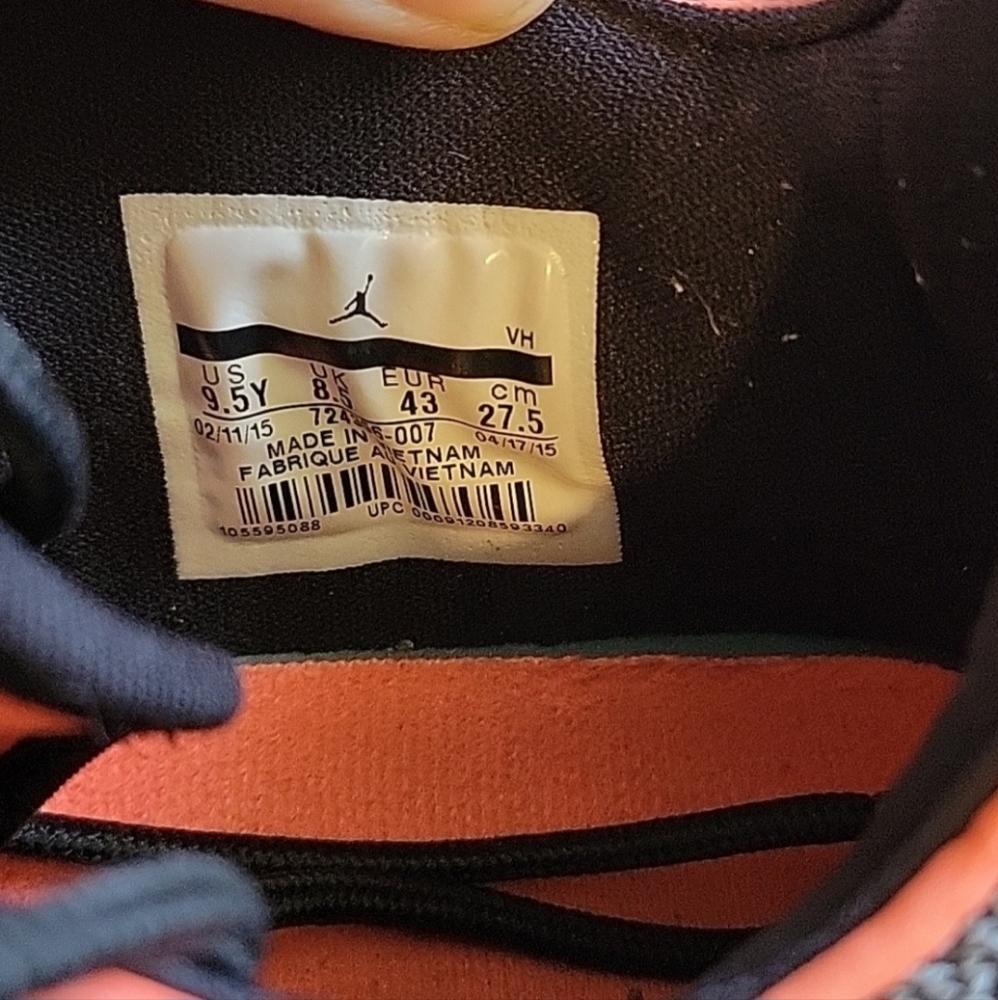 VH
US UK EUR cm
9.5Y 8.5 43 27.5
02/11/15 04/17/15
MADE IN
FABRIQUE VIETNAM
105595088 UPC 00091208593340